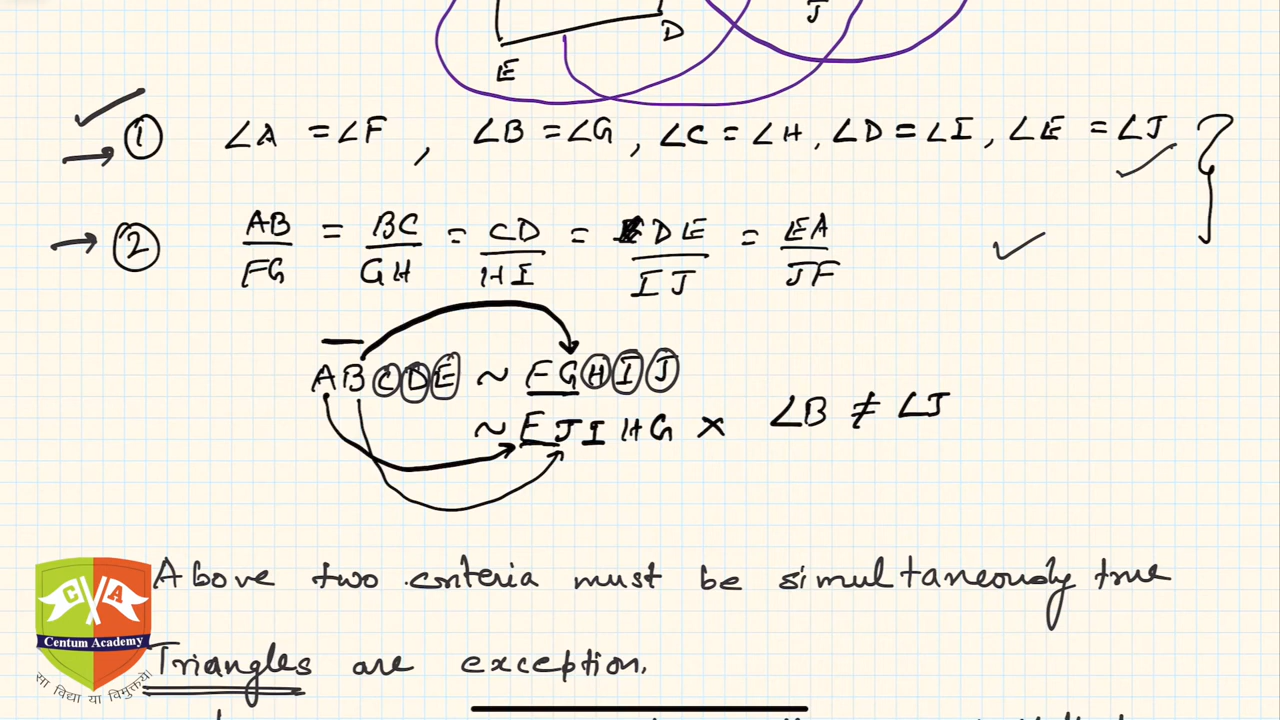 J
D
E
① ∠A = ∠F , ∠B = ∠G , ∠C = ∠H , ∠D = ∠I , ∠E = ∠J
② AB/FG = BC/GH = CD/HI = DE/IJ = EA/JF
ABCDE ~ FGHIJ
~ FJIHG × ∠B ≠ ∠J
Above two criteria must be simultaneously true
Triangles are exception.
C A
Centum Academy
सा विद्या या विमुक्तये।